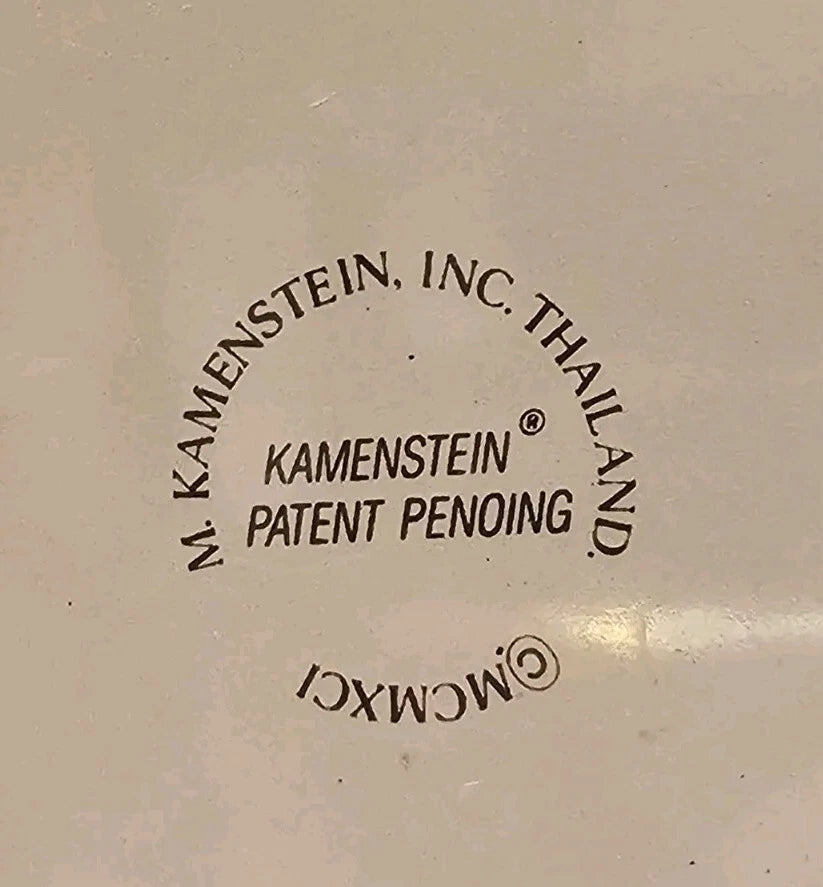 M. KAMENSTEIN, INC. THAILAND.
KAMENSTEIN®
PATENT PENOING
©.MCMXCI